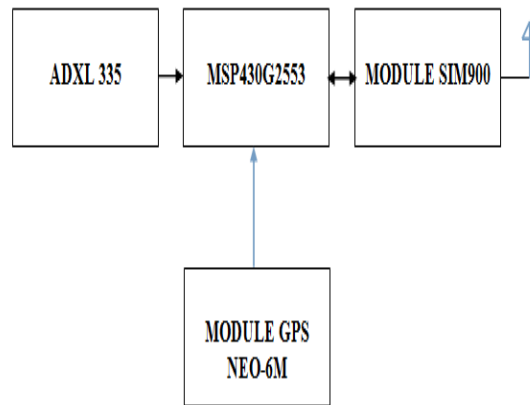 ADXL 335
MSP430G2553
MODULE SIM900
MODULE GPS
NEO-6M